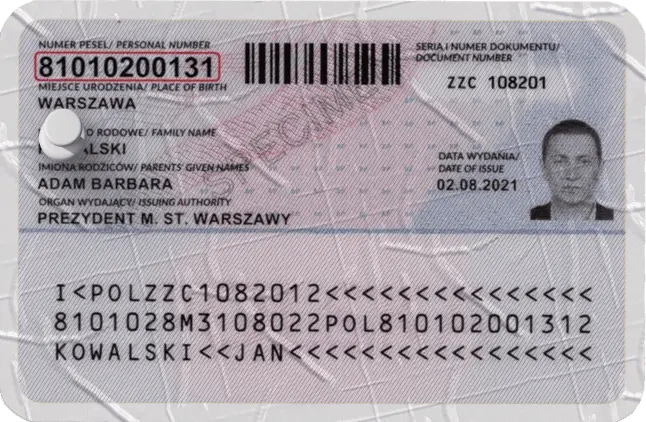 NUMER PESEL/ PERSONAL NUMBER
81010200131
MIEJSCE URODZENIA/ PLACE OF BIRTH
WARSZAWA
RODOWE/ FAMILY NAME
IMIONA RODZICÓW/ PARENTS' GIVEN NAMES
ADAM BARBARA
ORGAN WYDAJĄCY/ ISSUING AUTHORITY
PREZYDENT M. ST. WARSZAWY
SERIA I NUMER DOKUMENTU/
DOCUMENT NUMBER
ZZC 108201
DATA WYDANIA/
DATE OF ISSUE
02.08.2021
I<POLZZC1082012<<<<<<<<<<<<<<<
8101028M3108022POL810102001312
KOWALSKI<<JAN<<<<<<<<<<<<<<<<<